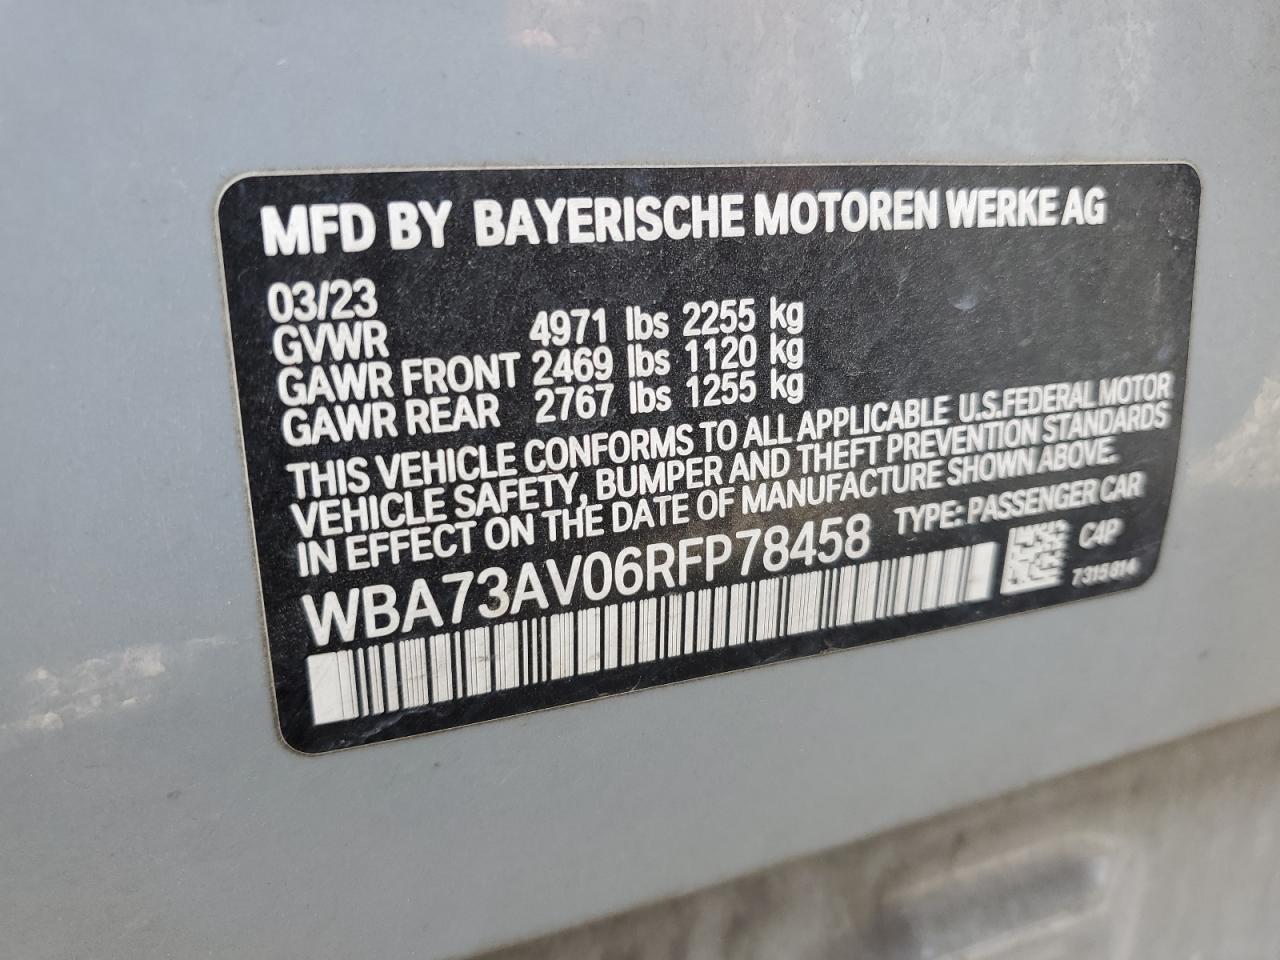 MFD BY BAYERISCHE MOTOREN WERKE AG
03/23
GVWR 4971 lbs 2255 kg
GAWR FRONT 2469 lbs 1120 kg
GAWR REAR 2767 lbs 1255 kg
THIS VEHICLE CONFORMS TO ALL APPLICABLE U.S.FEDERAL MOTOR
VEHICLE SAFETY, BUMPER AND THEFT PREVENTION STANDARDS
IN EFFECT ON THE DATE OF MANUFACTURE SHOWN ABOVE.
WBA73AV06RFP78458 TYPE: PASSENGER CAR
C4P
7315814